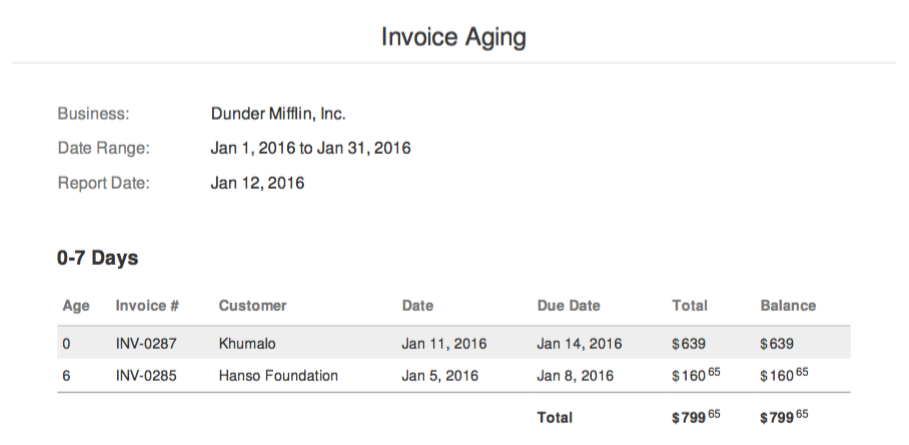 Invoice Aging
Business: Dunder Mifflin, Inc.
Date Range: Jan 1, 2016 to Jan 31, 2016
Report Date: Jan 12, 2016
0-7 Days
Age Invoice # Customer Date Due Date Total Balance
0 INV-0287 Khumalo Jan 11, 2016 Jan 14, 2016 $639 $639
6 INV-0285 Hanso Foundation Jan 5, 2016 Jan 8, 2016 $160 65 $160 65
Total $799 65 $799 65